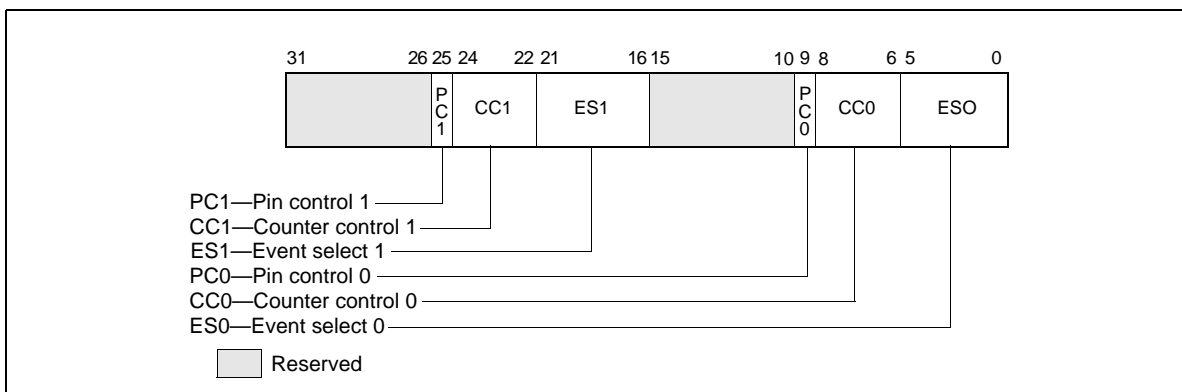 31 26 25 24 22 21 16 15 10 9 8 6 5 0
PC1 CC1 ES1 PC0 CC0 ESO
PC1—Pin control 1
CC1—Counter control 1
ES1—Event select 1
PC0—Pin control 0
CC0—Counter control 0
ES0—Event select 0
Reserved